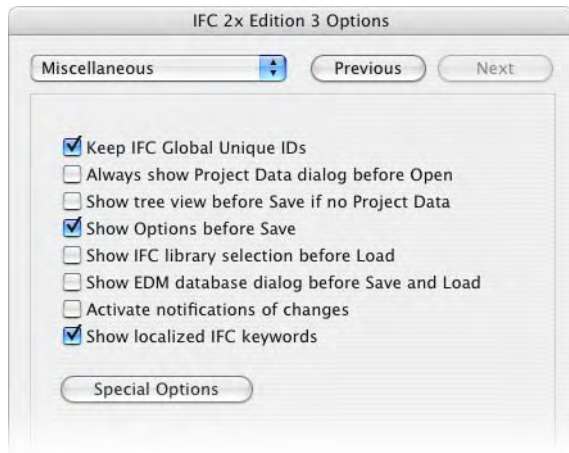 IFC 2x Edition 3 Options
Miscellaneous Previous Next
Keep IFC Global Unique IDs
Always show Project Data dialog before Open
Show tree view before Save if no Project Data
Show Options before Save
Show IFC library selection before Load
Show EDM database dialog before Save and Load
Activate notifications of changes
Show localized IFC keywords
Special Options